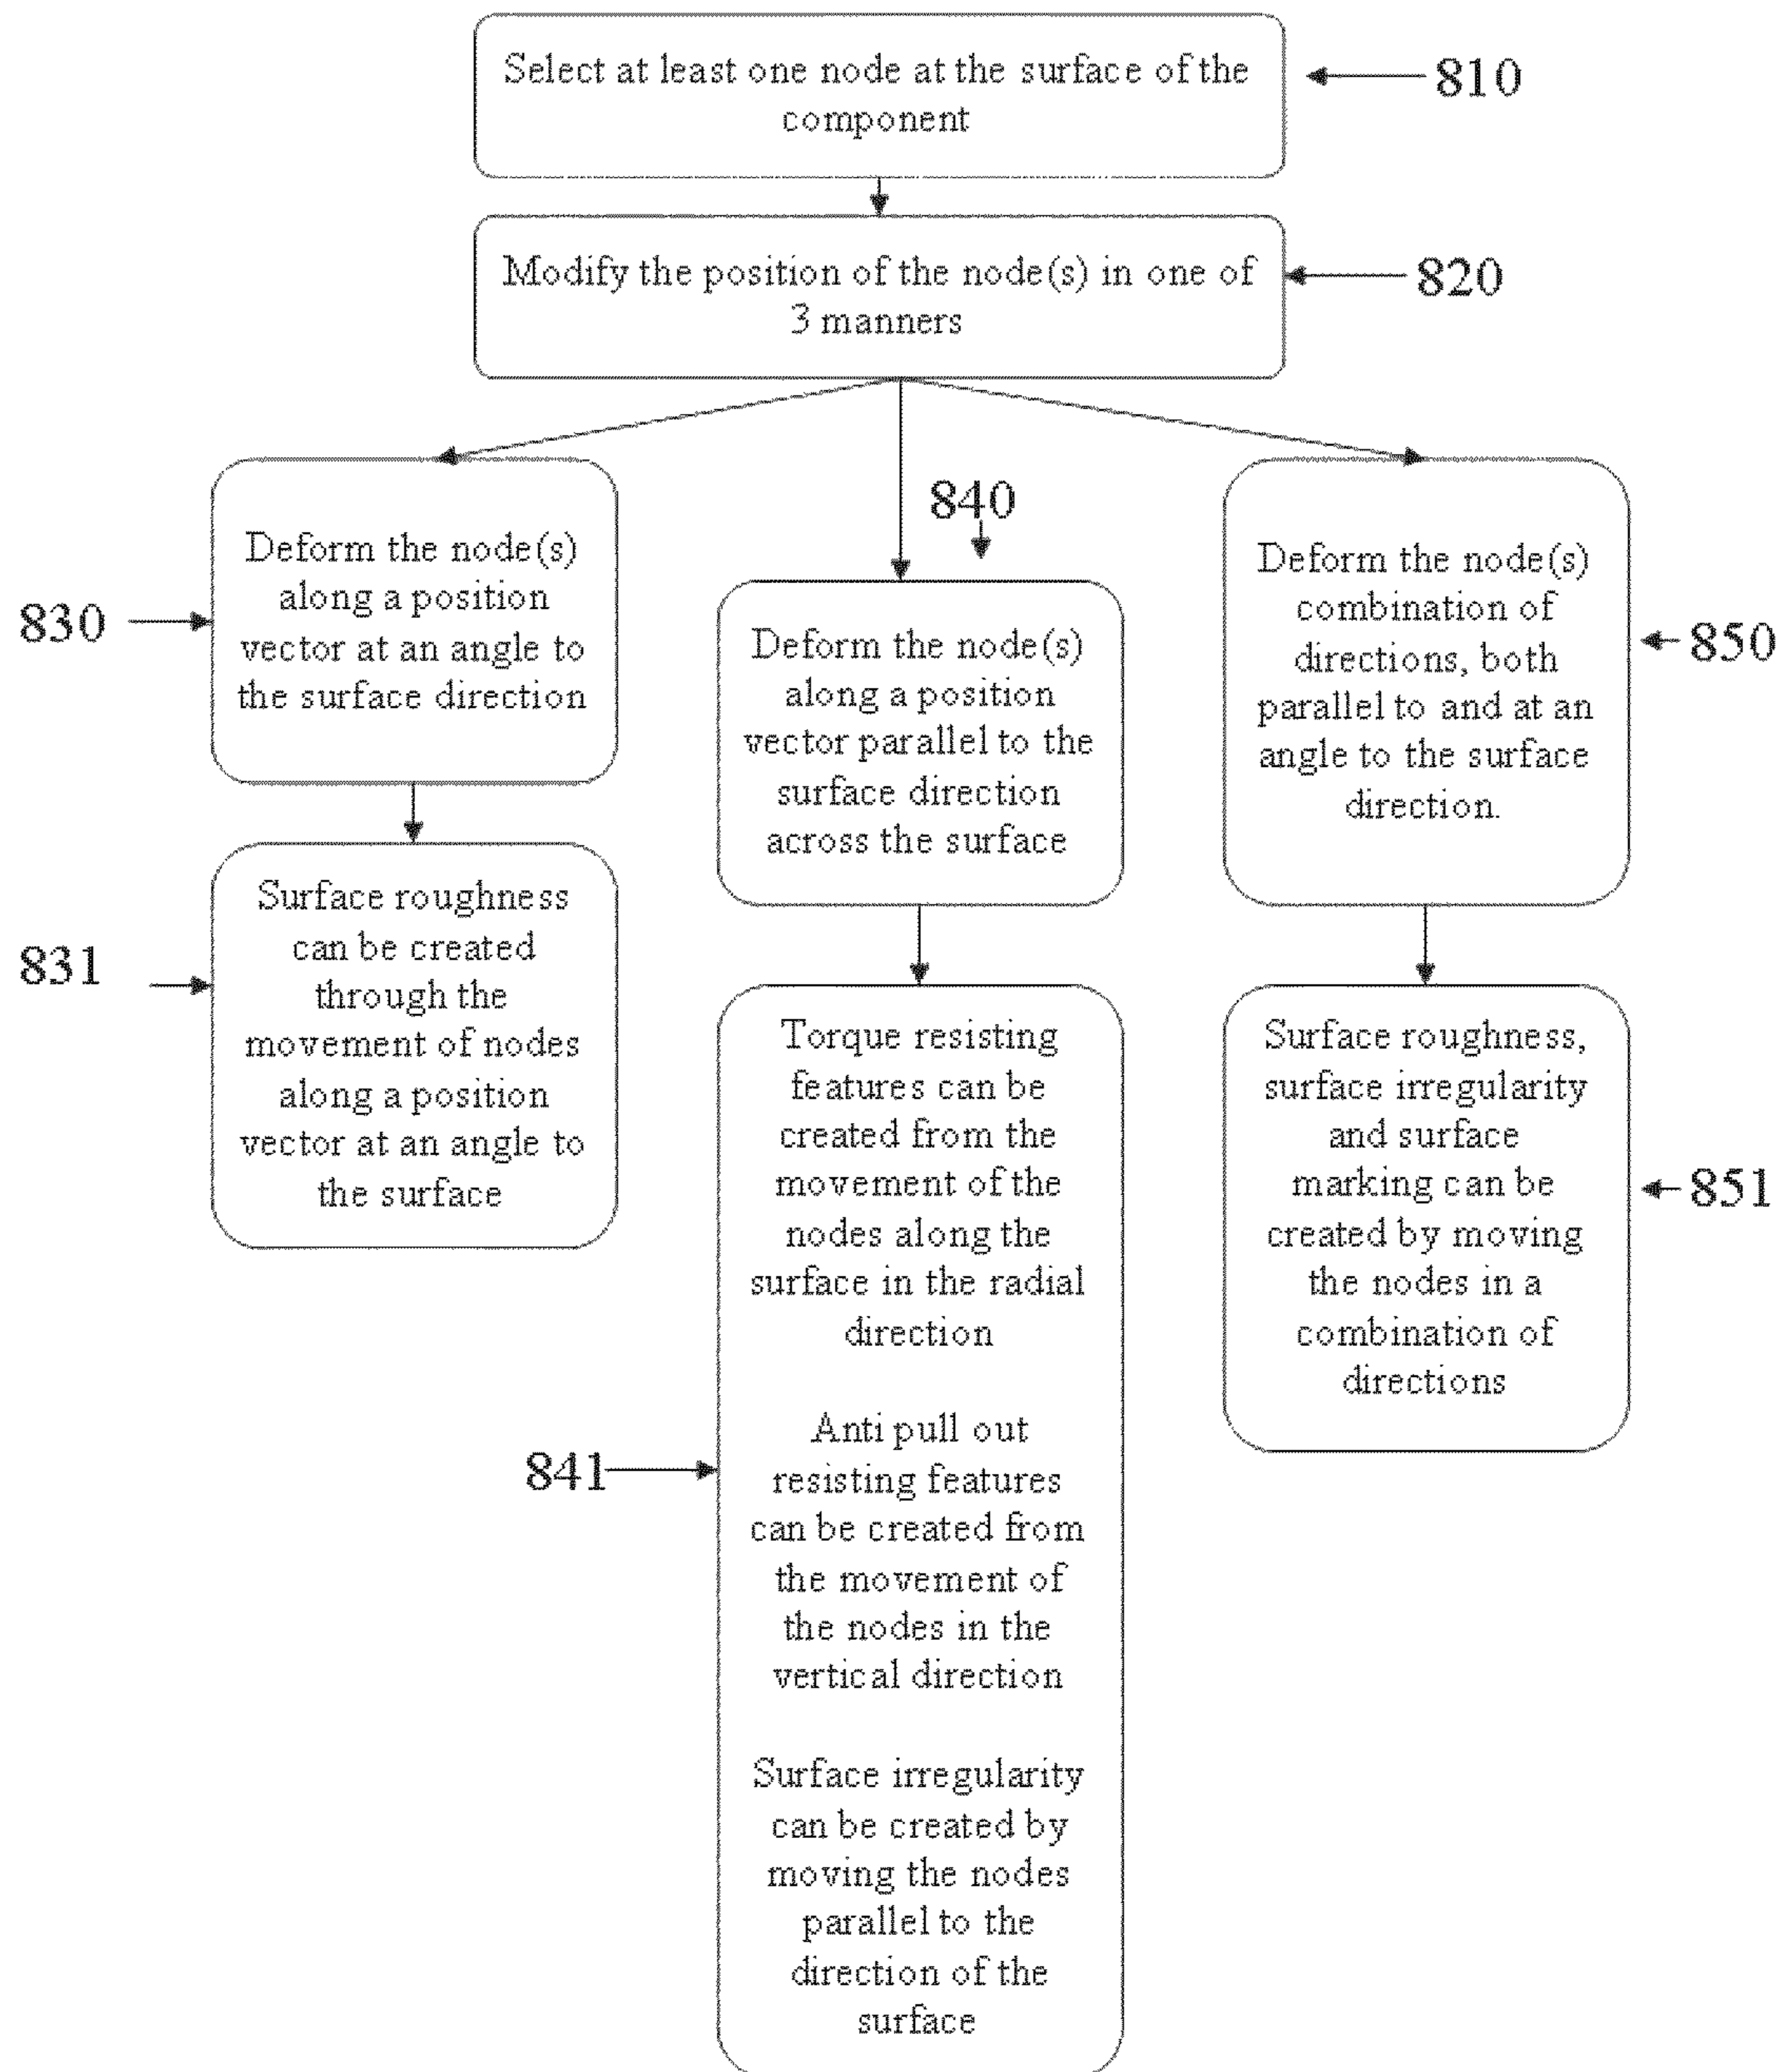 Select at least one node at the surface of the
component
810
Modify the position of the node(s) in one of
3 manners
820
Deform the node(s)
along a position
vector at an angle to
the surface direction
830
840
Deform the node(s)
along a position
vector parallel to the
surface direction
across the surface
Deform the node(s)
combination of
directions, both
parallel to and at an
angle to the surface
direction.
850
Surface roughness
can be created
through the
movement of nodes
along a position
vector at an angle to
the surface
831
Torque resisting
features can be
created from the
movement of the
nodes along the
surface in the radial
direction
Anti pull out
resisting features
can be created from
the movement of
the nodes in the
vertical direction
Surface irregularity
can be created by
moving the nodes
parallel to the
direction of the
surface
841
Surface roughness,
surface irregularity
and surface
marking can be
created by moving
the nodes in a
combination of
directions
851